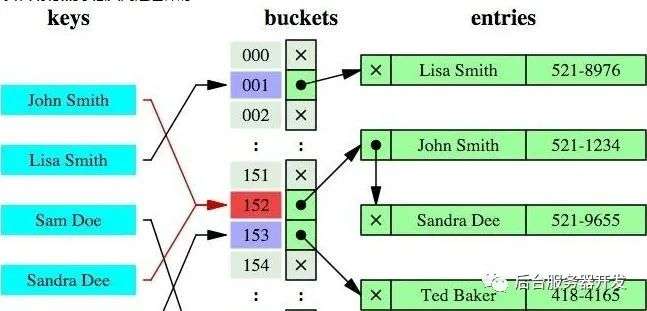 keys buckets entries
000 ×
× Lisa Smith 521-8976
001
John Smith
002 ×
: :
× John Smith 521-1234
Lisa Smith
151 ×
Sam Doe
152
× Sandra Dee 521-9655
153
154 ×
Sandra Dee
: :
× Ted Baker 418-4165
后台服务器开发